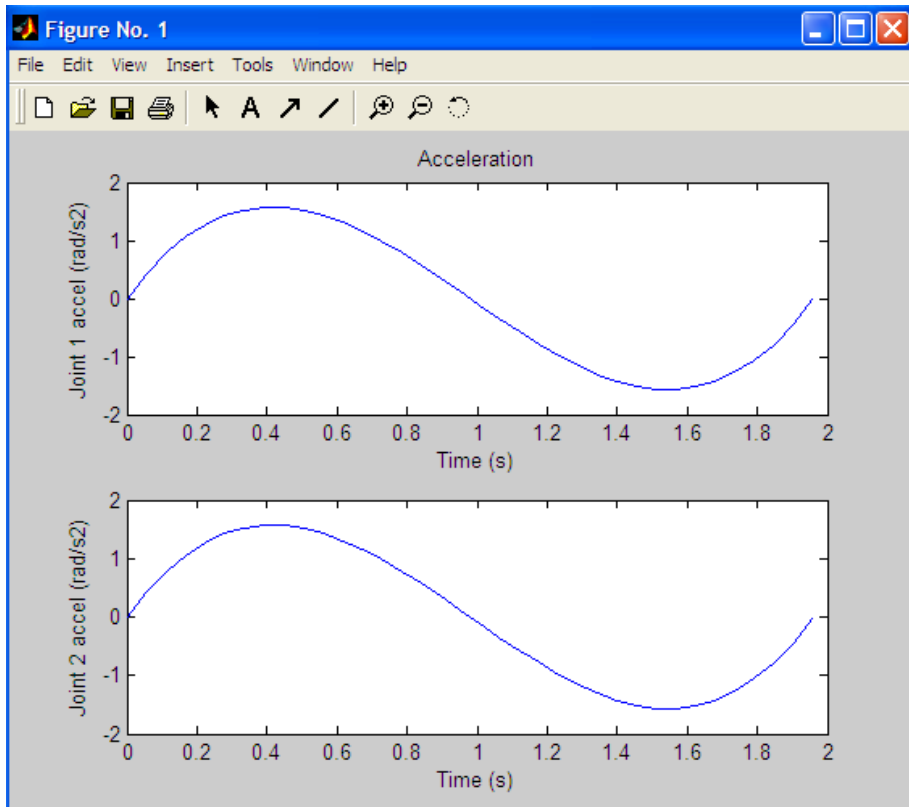 Figure No. 1
File Edit View Insert Tools Window Help
A
Acceleration
Joint 1 accel (rad/s2)
2
1
0
-1
-2
0 0.2 0.4 0.6 0.8 1 1.2 1.4 1.6 1.8 2
Time (s)
Joint 2 accel (rad/s2)
2
1
0
-1
-2
0 0.2 0.4 0.6 0.8 1 1.2 1.4 1.6 1.8 2
Time (s)